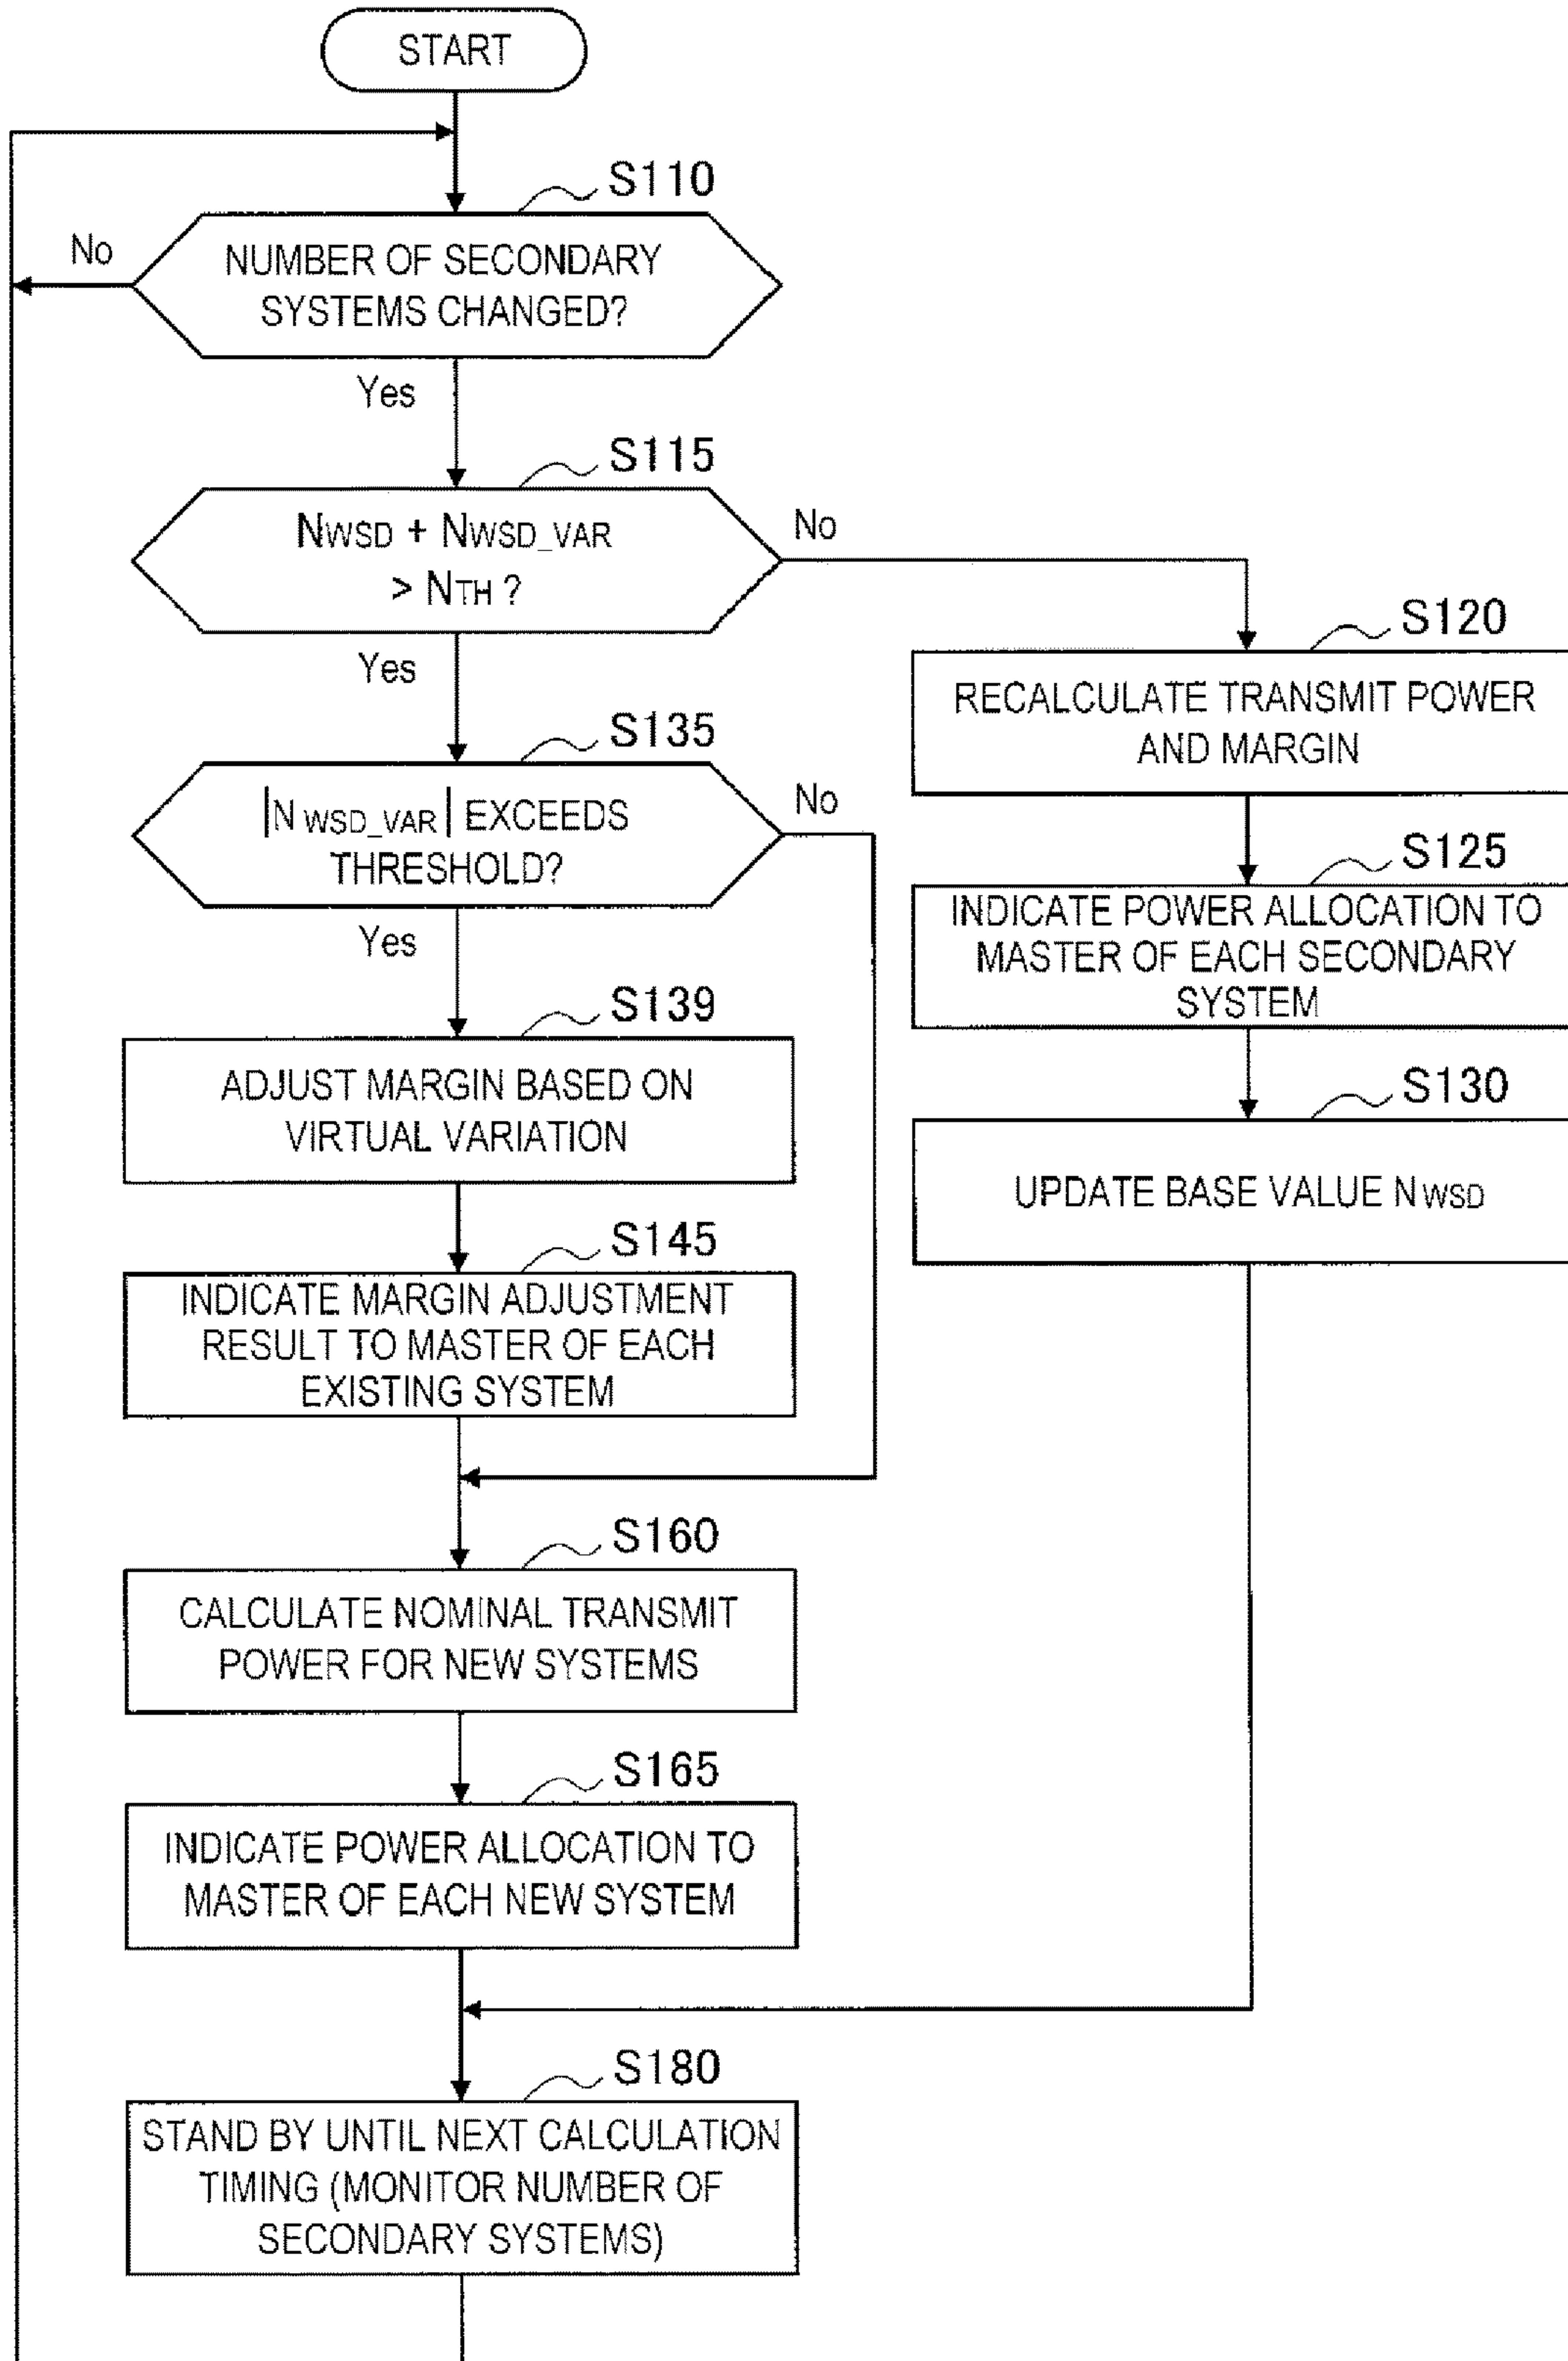 START
S110
No
NUMBER OF SECONDARY
SYSTEMS CHANGED?
Yes
S115
NWSD + NWSD_VAR
> NTH ?
No
Yes
S120
RECALCULATE TRANSMIT POWER
AND MARGIN
S135
|NWSD_VAR| EXCEEDS
THRESHOLD?
No
Yes
S125
INDICATE POWER ALLOCATION TO
MASTER OF EACH SECONDARY
SYSTEM
S139
ADJUST MARGIN BASED ON
VIRTUAL VARIATION
S130
UPDATE BASE VALUE NWSD
S145
INDICATE MARGIN ADJUSTMENT
RESULT TO MASTER OF EACH
EXISTING SYSTEM
S160
CALCULATE NOMINAL TRANSMIT
POWER FOR NEW SYSTEMS
S165
INDICATE POWER ALLOCATION TO
MASTER OF EACH NEW SYSTEM
S180
STAND BY UNTIL NEXT CALCULATION
TIMING (MONITOR NUMBER OF
SECONDARY SYSTEMS)